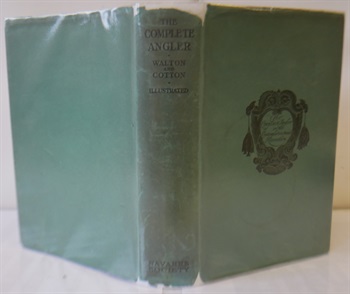 THE
COMPLETE
ANGLER
WALTON
AND
COTTON
ILLUSTRATED
NAVARRE
SOCIETY